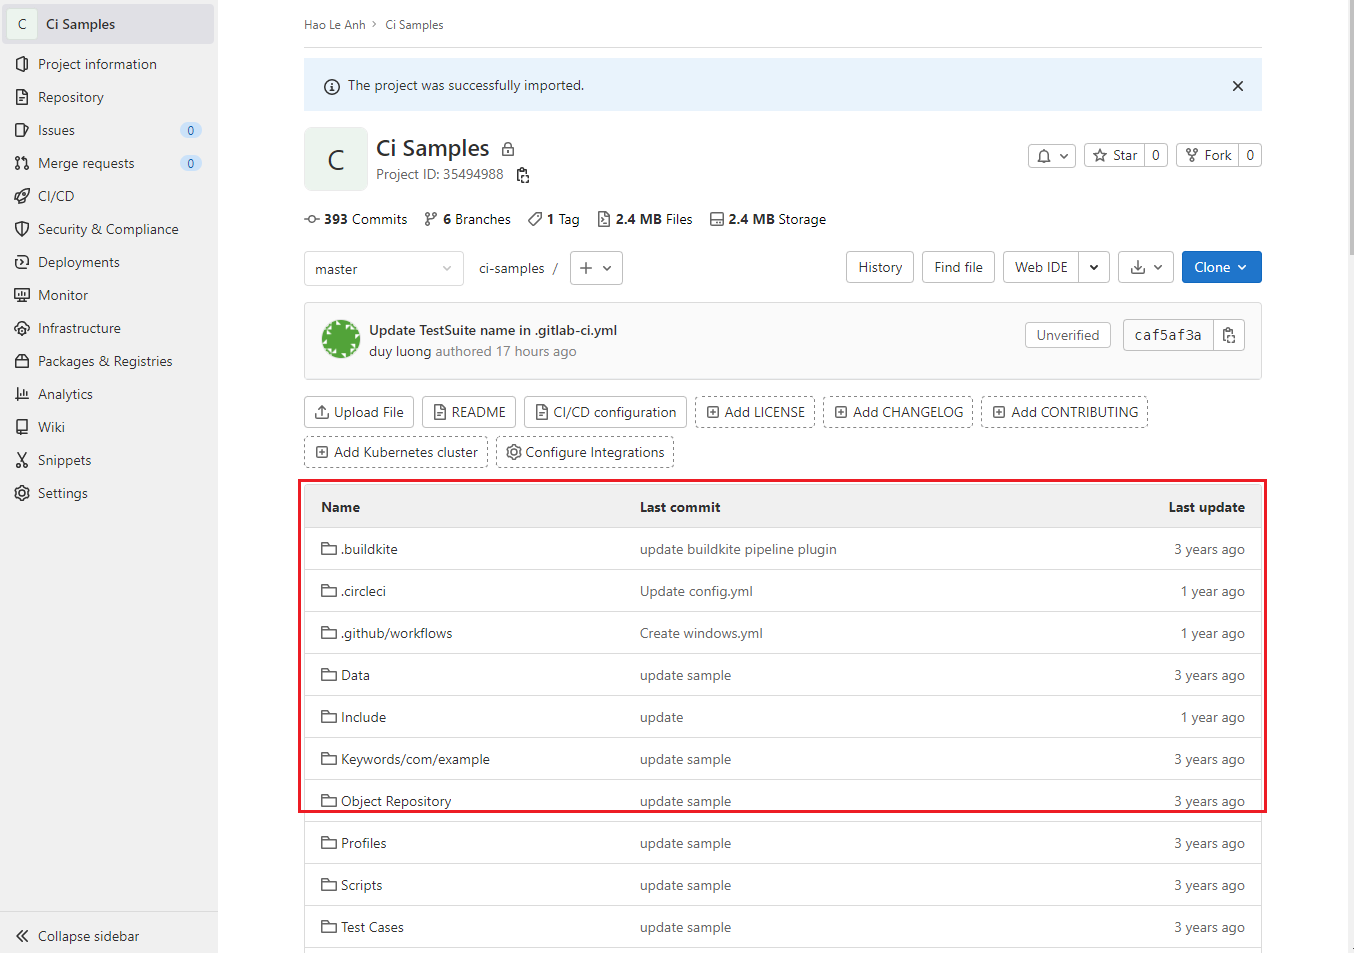 C Ci Samples
Project information
Repository
Issues 0
Merge requests 0
CI/CD
Security & Compliance
Deployments
Monitor
Infrastructure
Packages & Registries
Analytics
Wiki
Snippets
Settings
Collapse sidebar
Hao Le Anh > Ci Samples
The project was successfully imported.
C
Ci Samples
Project ID: 35494988
Star 0 Fork 0
393 Commits 6 Branches 1 Tag 2.4 MB Files 2.4 MB Storage
master ci-samples / + History Find file Web IDE Clone
Update TestSuite name in .gitlab-ci.yml
duy luong authored 17 hours ago
Unverified caf5af3a
Upload File README CI/CD configuration Add LICENSE Add CHANGELOG Add CONTRIBUTING
Add Kubernetes cluster Configure Integrations
Name Last commit Last update
.buildkite update buildkite pipeline plugin 3 years ago
.circleci Update config.yml 1 year ago
.github/workflows Create windows.yml 1 year ago
Data update sample 3 years ago
Include update 1 year ago
Keywords/com/example update sample 3 years ago
Object Repository update sample 3 years ago
Profiles update sample 3 years ago
Scripts update sample 3 years ago
Test Cases update sample 3 years ago